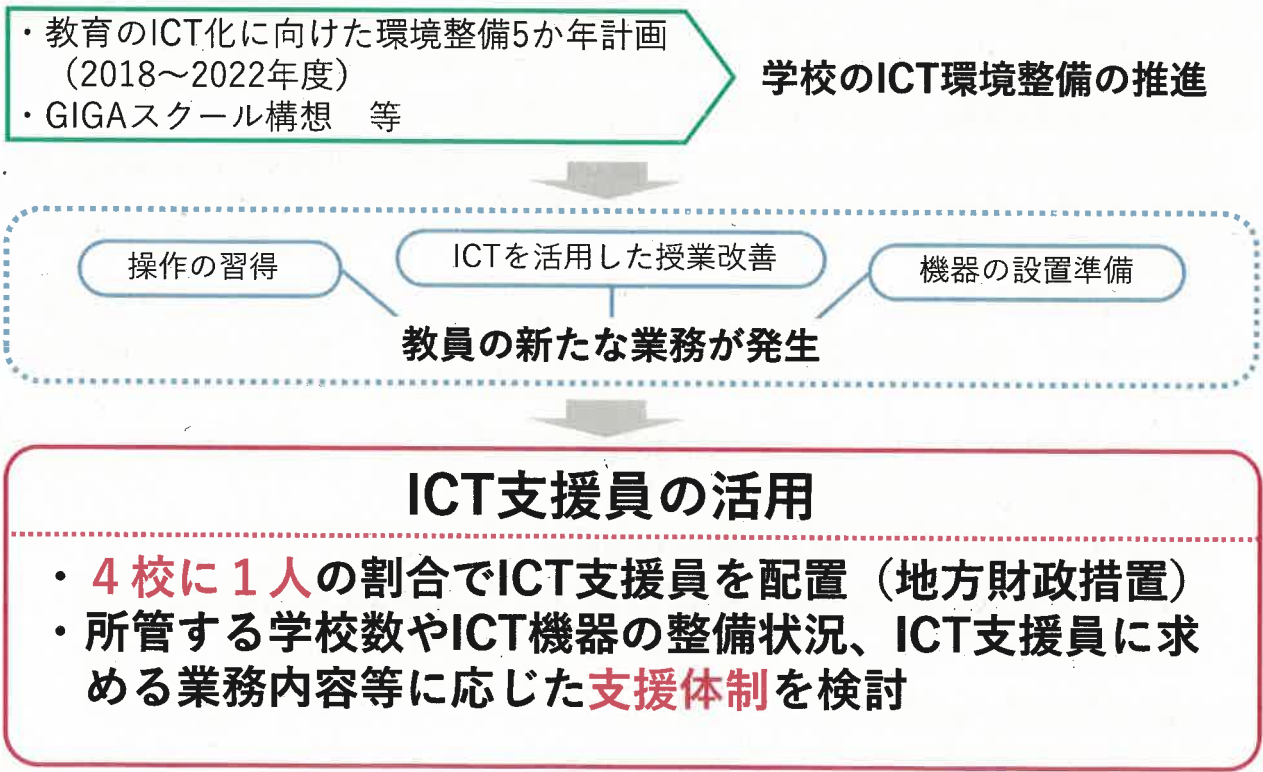 ・教育のICT化に向けた環境整備5か年計画
（2018～2022年度）
・GIGAスクール構想　等
学校のICT環境整備の推進
操作の習得
ICTを活用した授業改善
機器の設置準備
教員の新たな業務が発生
ICT支援員の活用
・４校に１人の割合でICT支援員を配置（地方財政措置）
・所管する学校数やICT機器の整備状況、ICT支援員に求
める業務内容等に応じた支援体制を検討